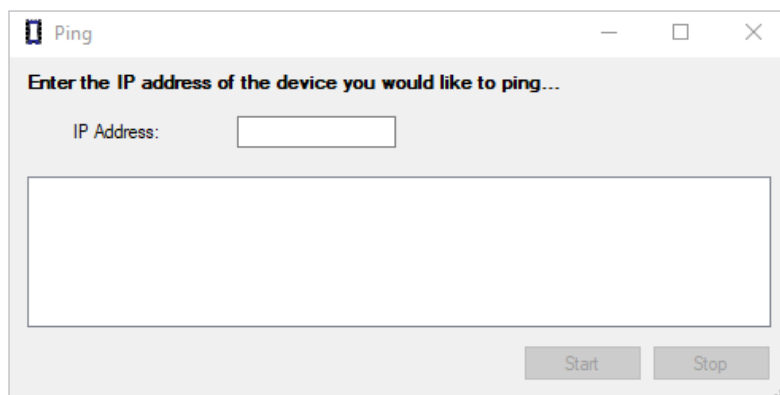 Ping
Enter the IP address of the device you would like to ping...
IP Address:
Start Stop